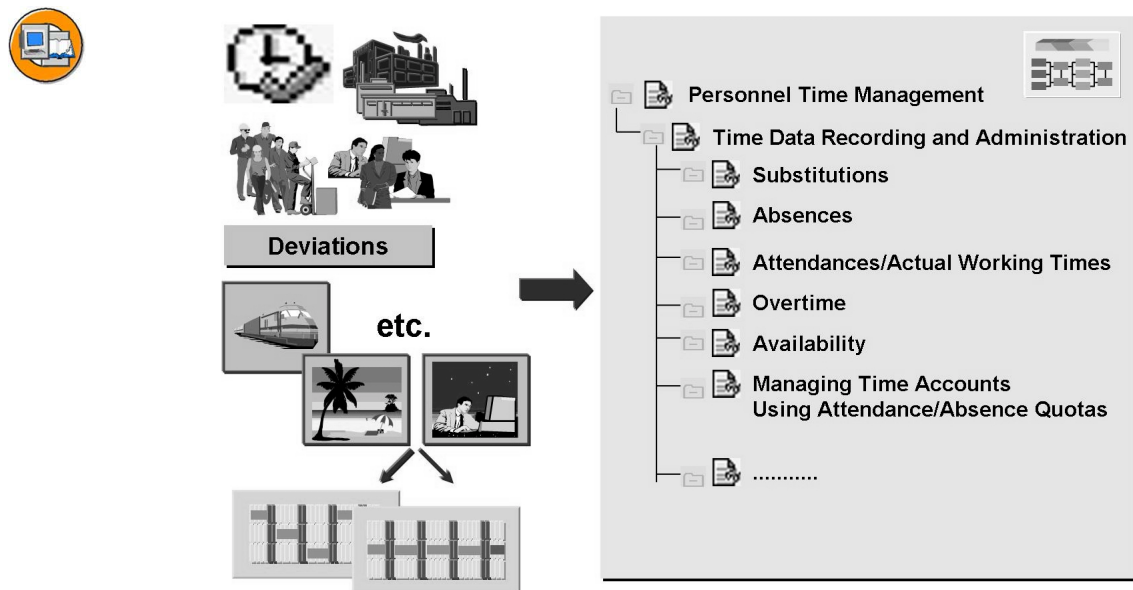 Deviations
etc.
Personnel Time Management
Time Data Recording and Administration
Substitutions
Absences
Attendances/Actual Working Times
Overtime
Availability
Managing Time Accounts
Using Attendance/Absence Quotas
...........